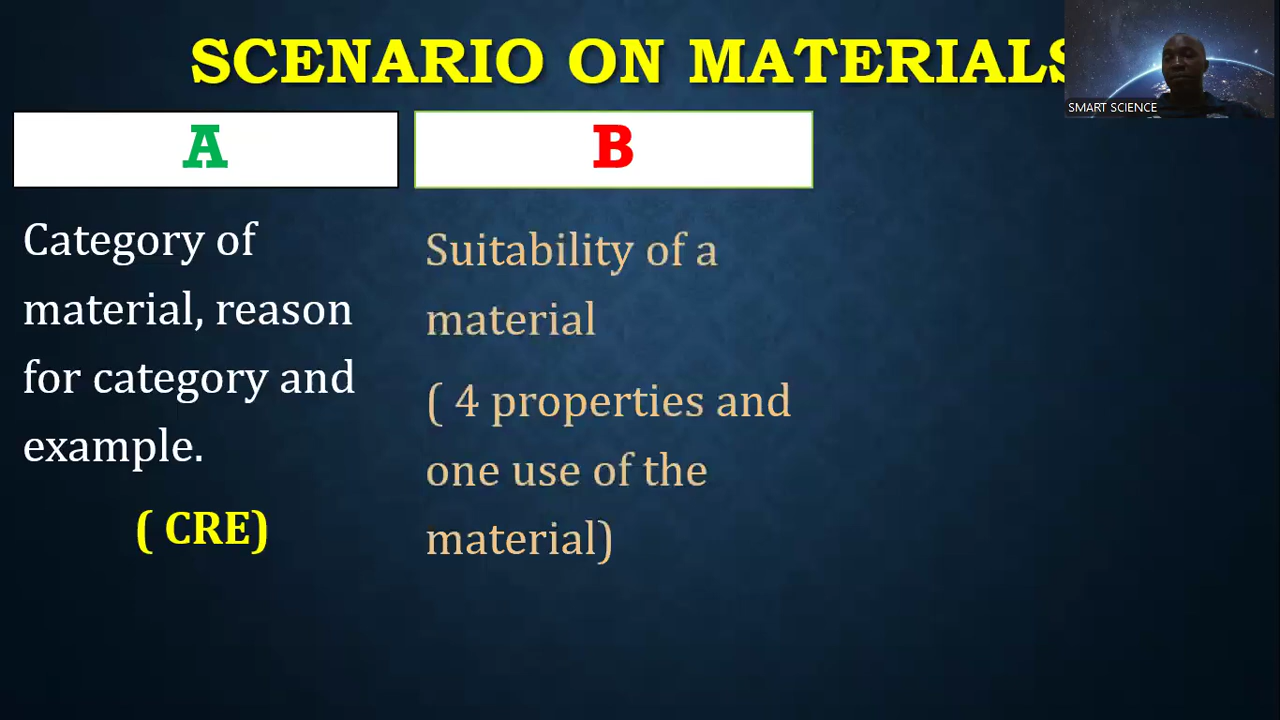 SCENARIO ON MATERIALS
SMART SCIENCE
A
Category of
material, reason
for category and
example.
( CRE)
B
Suitability of a
material
( 4 properties and
one use of the
material)